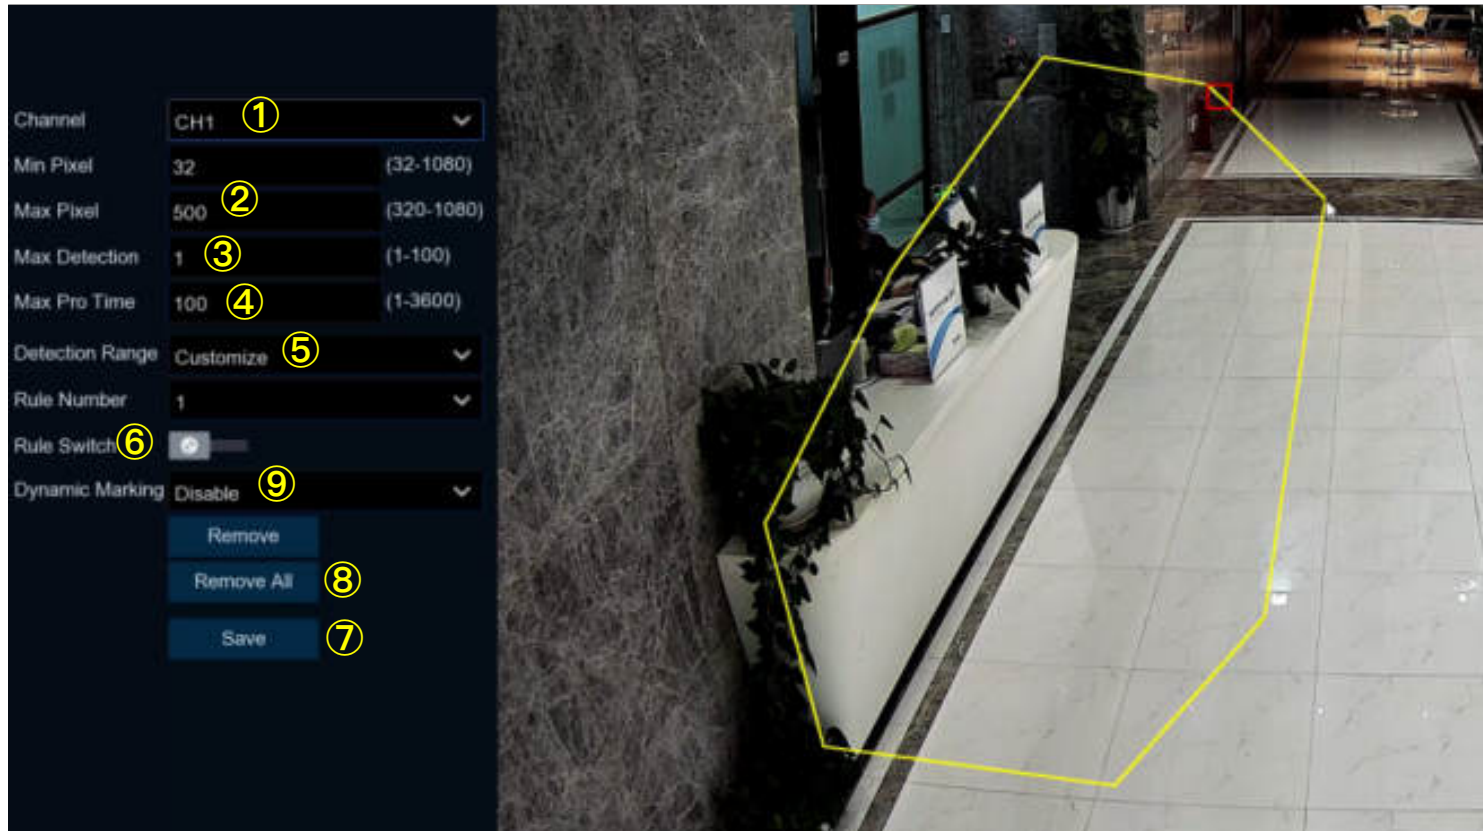 Channel CH1 ①
Min Pixel 32 (32-1080)
Max Pixel 500 ② (320-1080)
Max Detection 1 ③ (1-100)
Max Pro Time 100 ④ (1-3600)
Detection Range Customize ⑤
Rule Number 1
Rule Switch ⑥
Dynamic Marking Disable ⑨
Remove
Remove All ⑧
Save ⑦